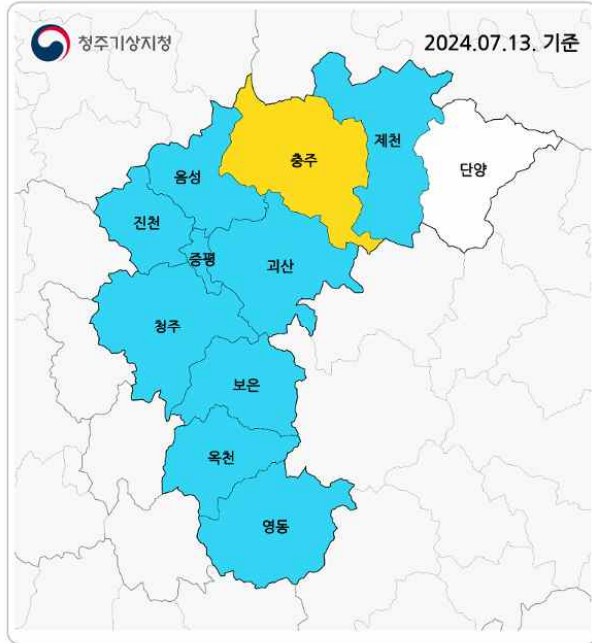 청주기상지청
2024.07.13. 기준
충주
제천
단양
음성
진천
증평
괴산
청주
보은
옥천
영동